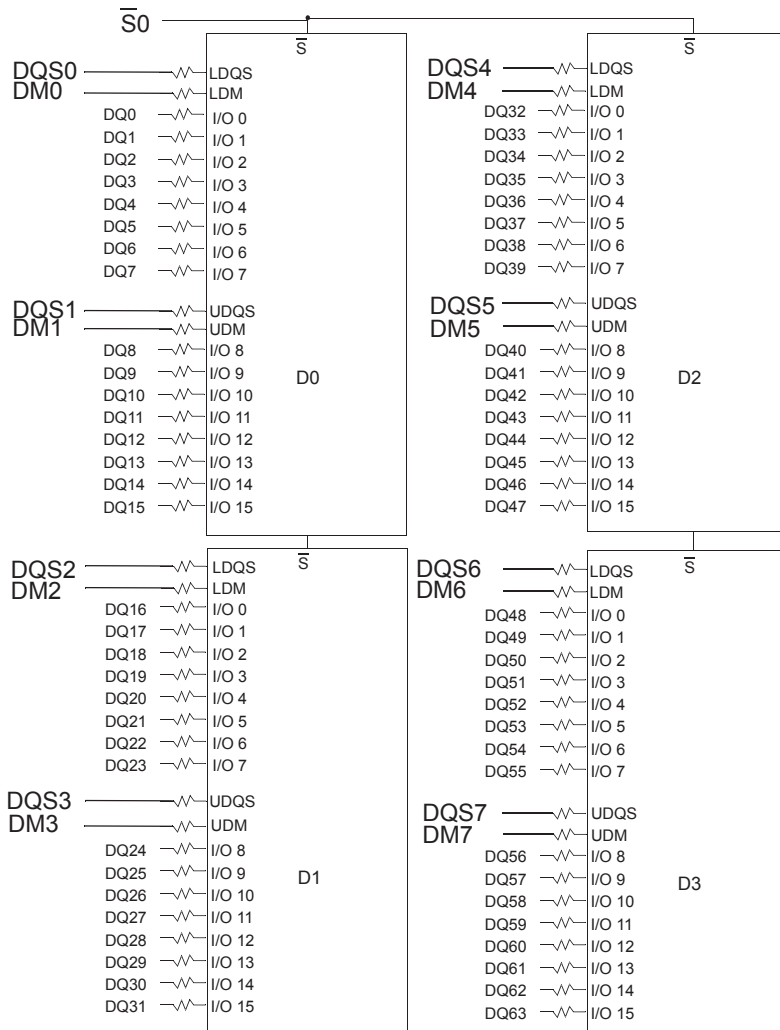 S̅0
S̅
DQS0 LDQS
DM0 LDM
DQ0 I/O 0
DQ1 I/O 1
DQ2 I/O 2
DQ3 I/O 3
DQ4 I/O 4
DQ5 I/O 5
DQ6 I/O 6
DQ7 I/O 7
DQS1 UDQS
DM1 UDM
DQ8 I/O 8
DQ9 I/O 9
D0
DQ10 I/O 10
DQ11 I/O 11
DQ12 I/O 12
DQ13 I/O 13
DQ14 I/O 14
DQ15 I/O 15
S̅
DQS2 LDQS
DM2 LDM
DQ16 I/O 0
DQ17 I/O 1
DQ18 I/O 2
DQ19 I/O 3
DQ20 I/O 4
DQ21 I/O 5
DQ22 I/O 6
DQ23 I/O 7
DQS3 UDQS
DM3 UDM
DQ24 I/O 8
DQ25 I/O 9
D1
DQ26 I/O 10
DQ27 I/O 11
DQ28 I/O 12
DQ29 I/O 13
DQ30 I/O 14
DQ31 I/O 15
S̅
DQS4 LDQS
DM4 LDM
DQ32 I/O 0
DQ33 I/O 1
DQ34 I/O 2
DQ35 I/O 3
DQ36 I/O 4
DQ37 I/O 5
DQ38 I/O 6
DQ39 I/O 7
DQS5 UDQS
DM5 UDM
DQ40 I/O 8
DQ41 I/O 9
D2
DQ42 I/O 10
DQ43 I/O 11
DQ44 I/O 12
DQ45 I/O 13
DQ46 I/O 14
DQ47 I/O 15
S̅
DQS6 LDQS
DM6 LDM
DQ48 I/O 0
DQ49 I/O 1
DQ50 I/O 2
DQ51 I/O 3
DQ52 I/O 4
DQ53 I/O 5
DQ54 I/O 6
DQ55 I/O 7
DQS7 UDQS
DM7 UDM
DQ56 I/O 8
DQ57 I/O 9
D3
DQ58 I/O 10
DQ59 I/O 11
DQ60 I/O 12
DQ61 I/O 13
DQ62 I/O 14
DQ63 I/O 15